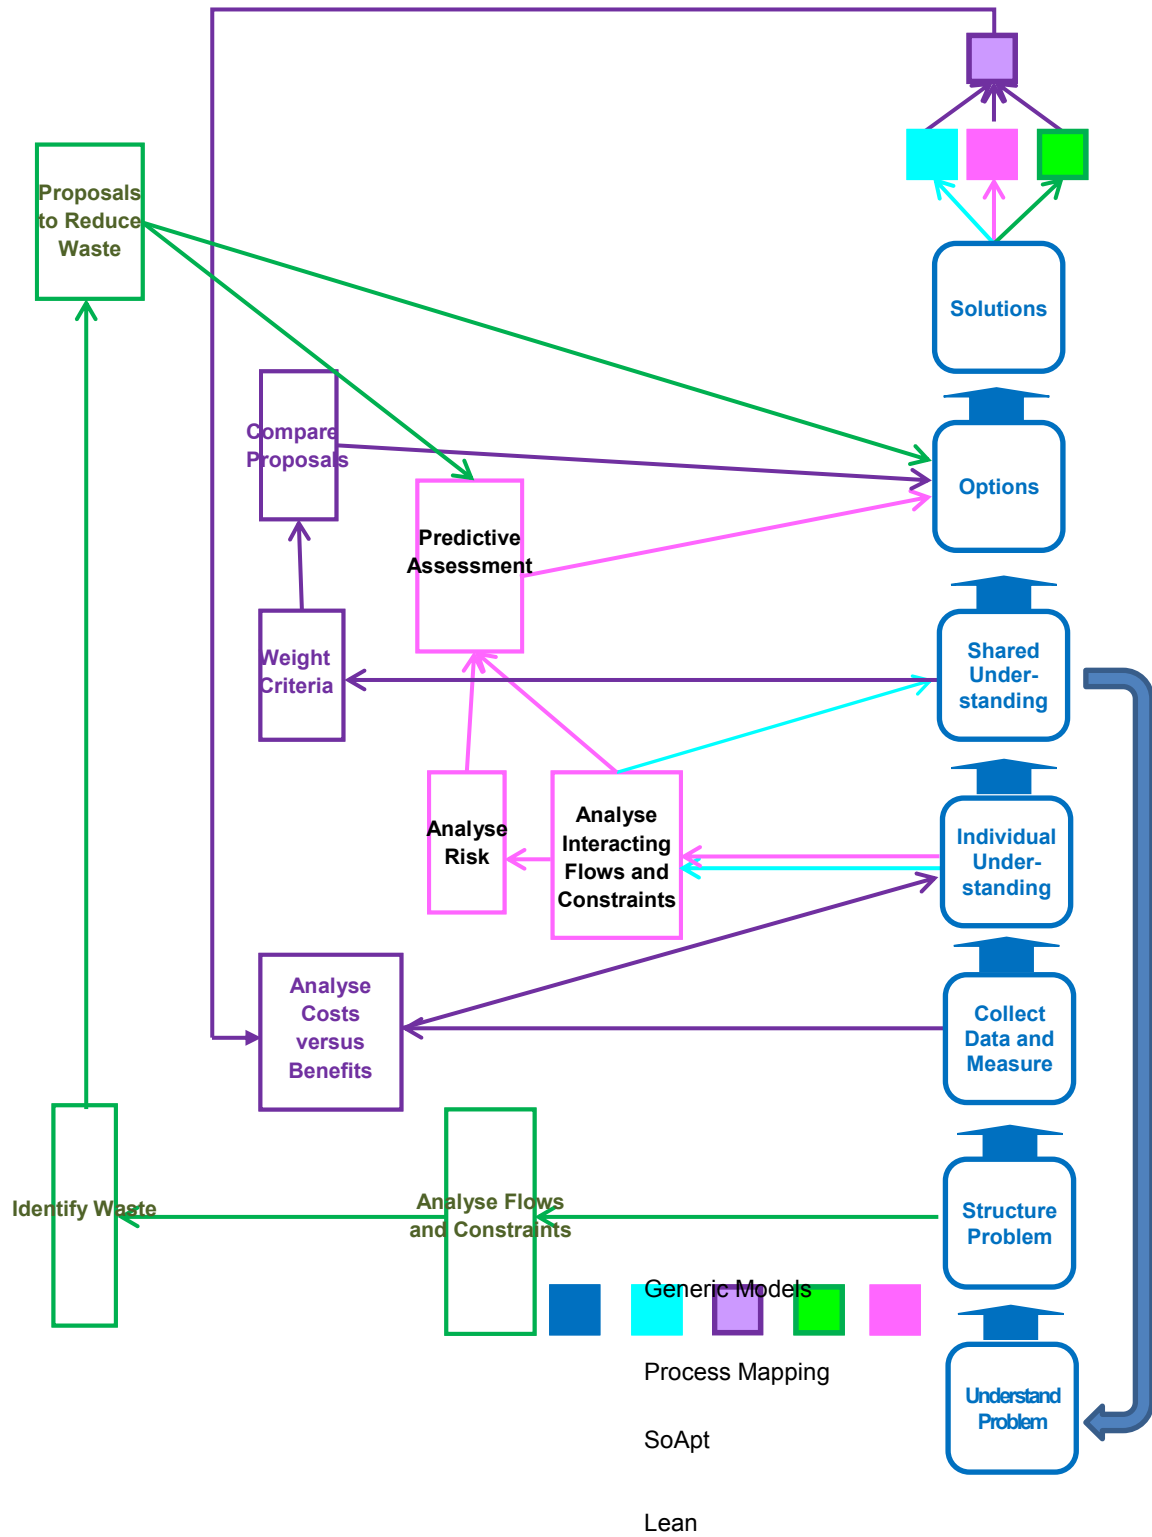 Proposals
to Reduce
Waste
Solutions
Compare
Proposals
Options
Predictive
Assessment
Weight
Criteria
Shared
Under-
standing
Analyse
Risk
Analyse
Interacting
Flows and
Constraints
Individual
Under-
standing
Analyse
Costs
versus
Benefits
Collect
Data and
Measure
Identify Waste
Analyse Flows
and Constraints
Structure
Problem
Generic Models
Process Mapping
SoApt
Lean
Understand
Problem